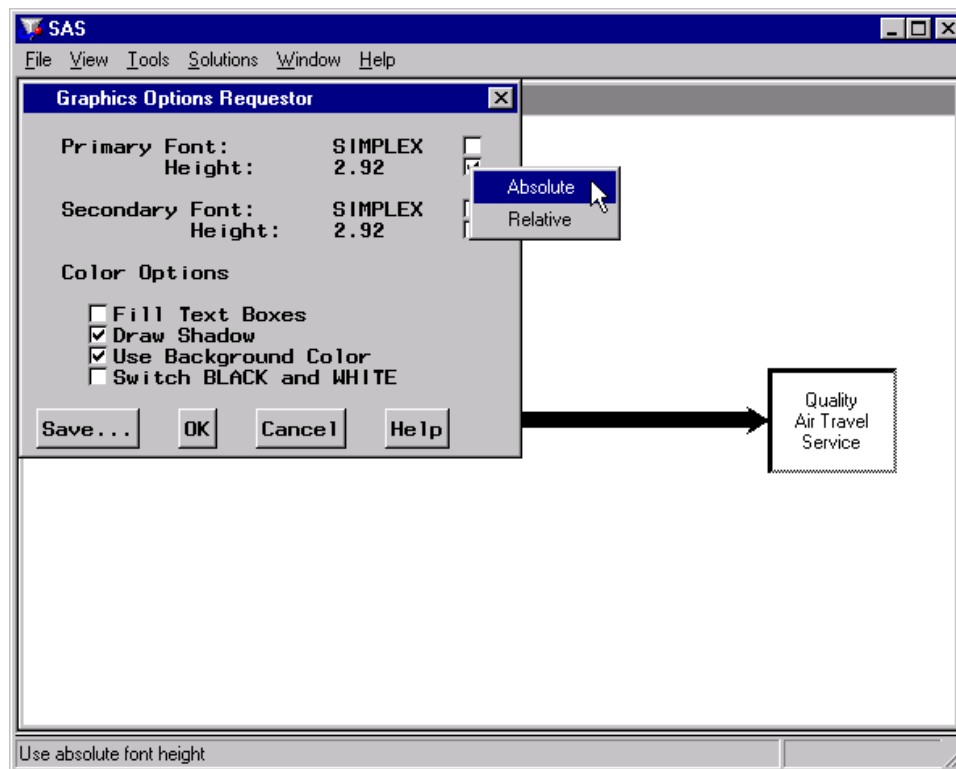 SAS
File View Tools Solutions Window Help
Graphics Options Requestor
Primary Font: SIMPLEX
Height: 2.92
Absolute
Relative
Secondary Font: SIMPLEX
Height: 2.92
Color Options
Fill Text Boxes
Draw Shadow
Use Background Color
Switch BLACK and WHITE
Save... OK Cancel Help
Quality
Air Travel
Service
Use absolute font height